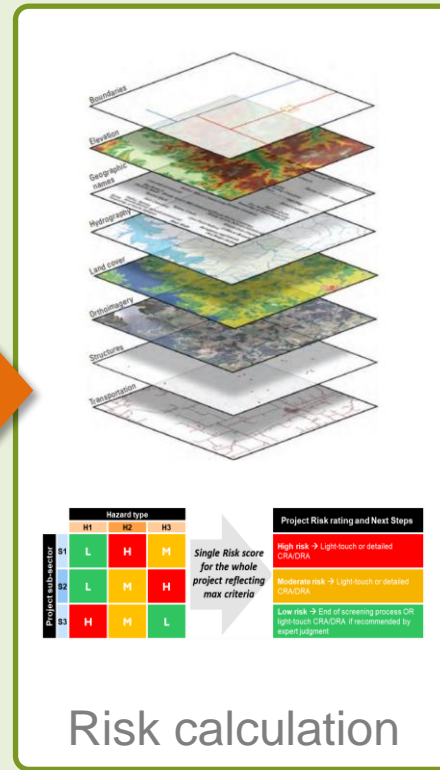 Boundaries
Elevation
Geographic
names
Hydrography
Land cover
Orthoimagery
Structures
Transportation
Hazard type
H1 H2 H3
Project sub-sector
S1 L H M
S2 L M H
S3 H M L
Single Risk score
for the whole
project reflecting
max criteria
Project Risk rating and Next Steps
High risk → Light-touch or detailed
CRA/DRA
Moderate risk → Light-touch or detailed
CRA/DRA
Low risk → End of screening process OR
light-touch CRA/DRA if recommended by
expert judgment
Risk calculation